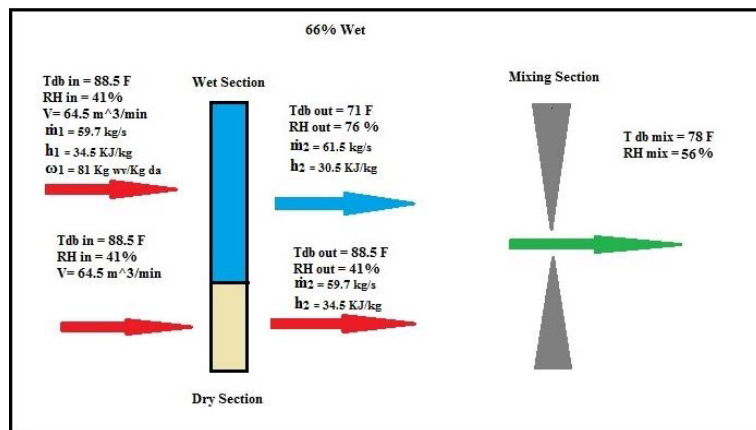 66% Wet
Tdb in = 88.5 F
RH in = 41%
V= 64.5 m^3/min
ṁ1 = 59.7 kg/s
h1 = 34.5 KJ/kg
ω1 = 81 Kg wv/Kg da
Wet Section
Tdb out = 71 F
RH out = 76 %
ṁ2 = 61.5 kg/s
h2 = 30.5 KJ/kg
Mixing Section
T db mix = 78 F
RH mix = 56%
Tdb in = 88.5 F
RH in = 41%
V= 64.5 m^3/min
Tdb out = 88.5 F
RH out = 41%
ṁ2 = 59.7 kg/s
h2 = 34.5 KJ/kg
Dry Section